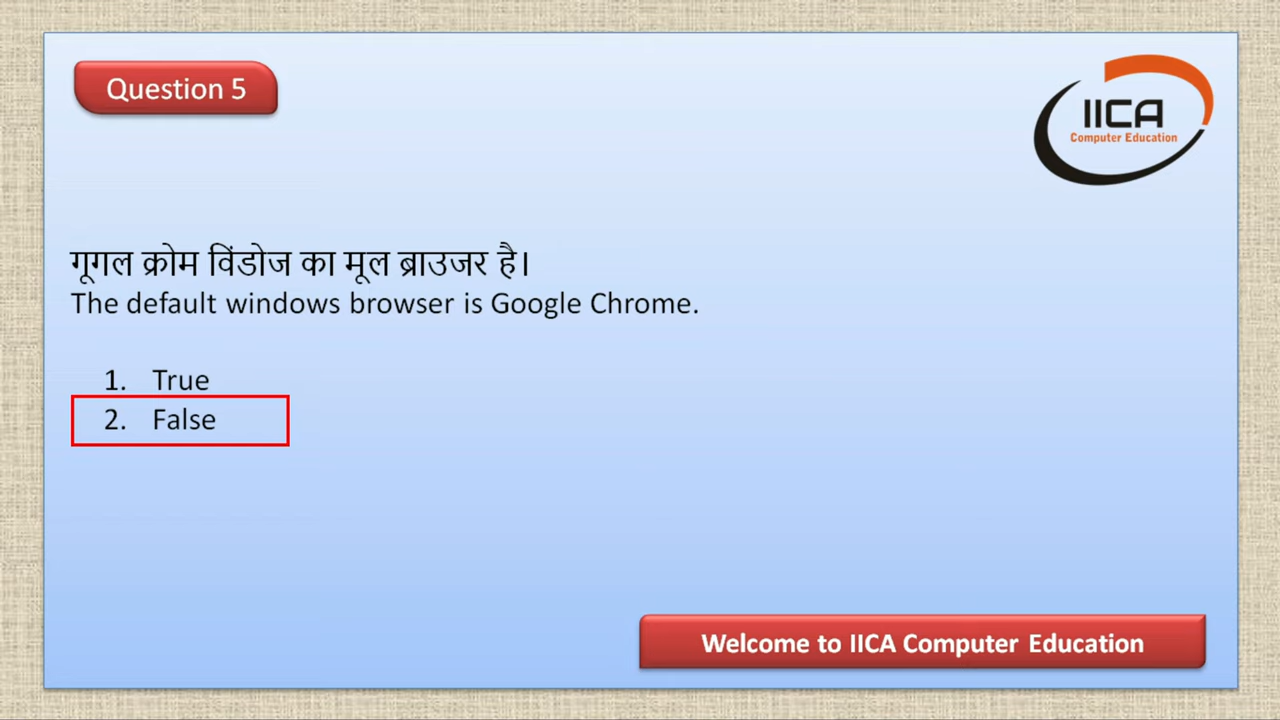 Question 5
IICA
Computer Education
गूगल क्रोम विंडोज का मूल ब्राउजर है।
The default windows browser is Google Chrome.
1. True
2. False
Welcome to IICA Computer Education